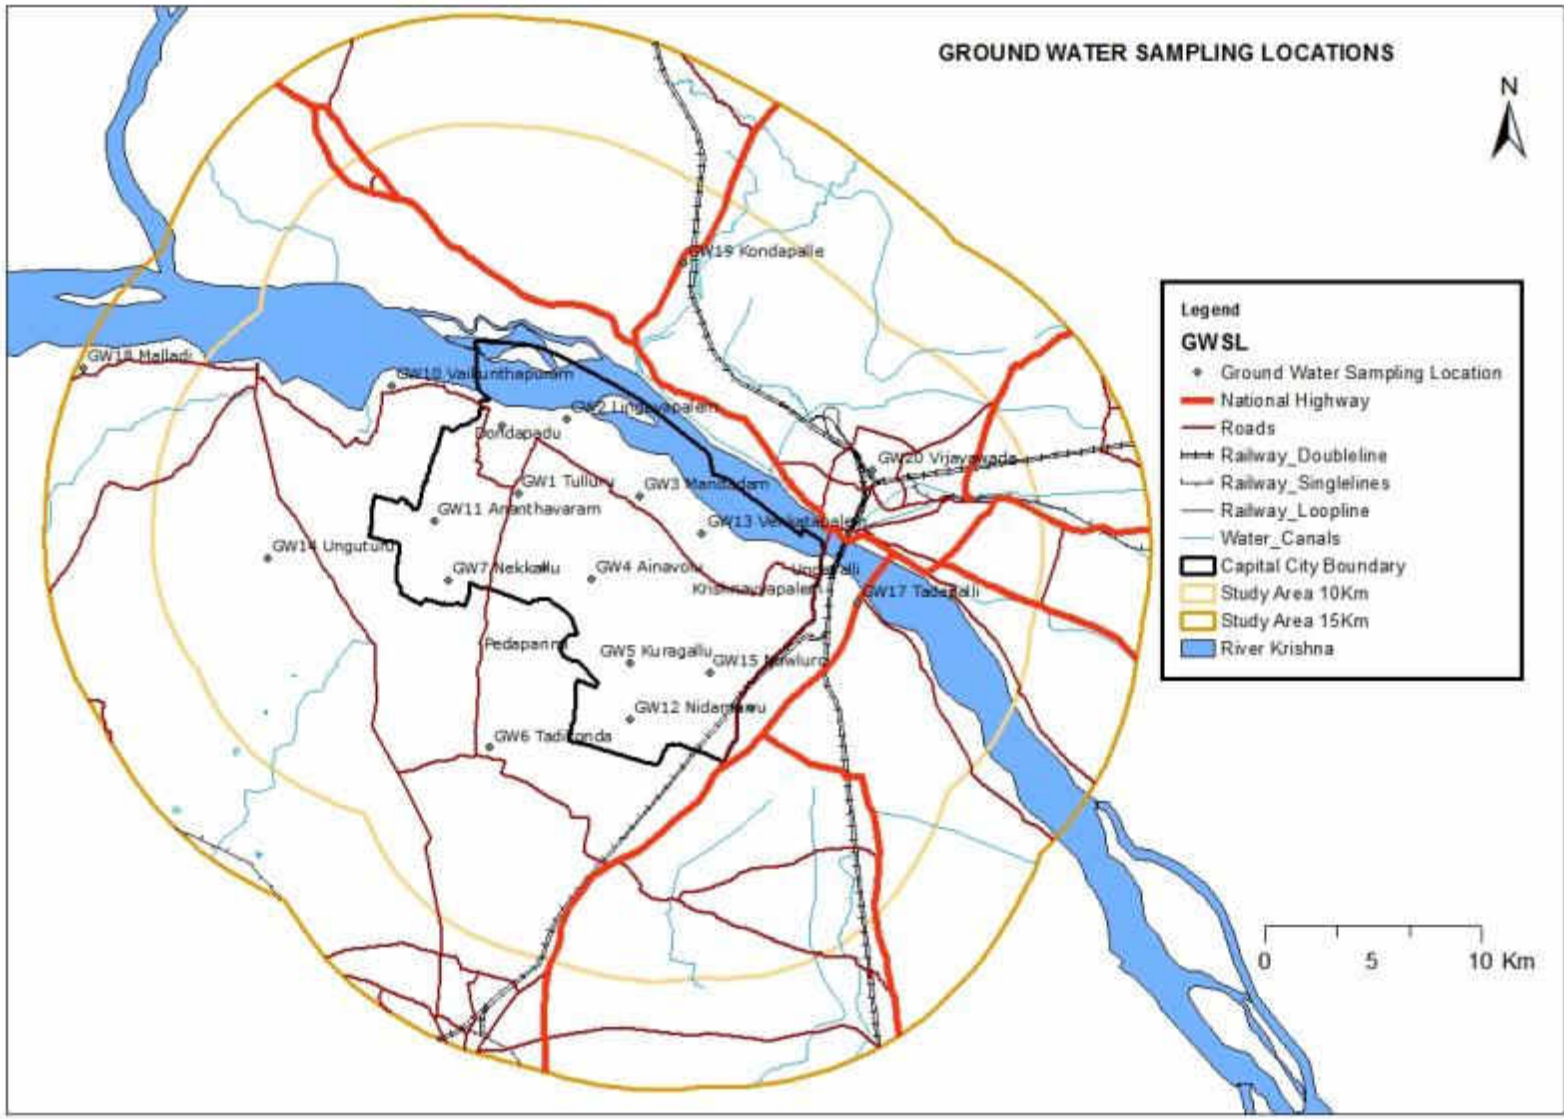 GROUND WATER SAMPLING LOCATIONS
N
GW19 Kondapalle
GW18 Malladi
GW10 Vaikunthapuram
GW2 Lingayapalem
Dondapadu
GW20 Vijayawada
GW1 Tulluru
GW3 Mandadam
GW11 Ananthavaram
GW13 Venkatapalem
GW14 Unguturu
GW7 Nekkallu
GW4 Ainavolu
Undavalli
Krishnayyapalem
GW17 Tadepalli
Pedaparimi
GW5 Kuragallu
GW15 Nowluru
GW12 Nidamarru
GW6 Tadikonda
Legend
GWSL
Ground Water Sampling Location
National Highway
Roads
Railway_Doubleline
Railway_Singlelines
Railway_Loopline
Water_Canals
Capital City Boundary
Study Area 10Km
Study Area 15Km
River Krishna
0 5 10 Km